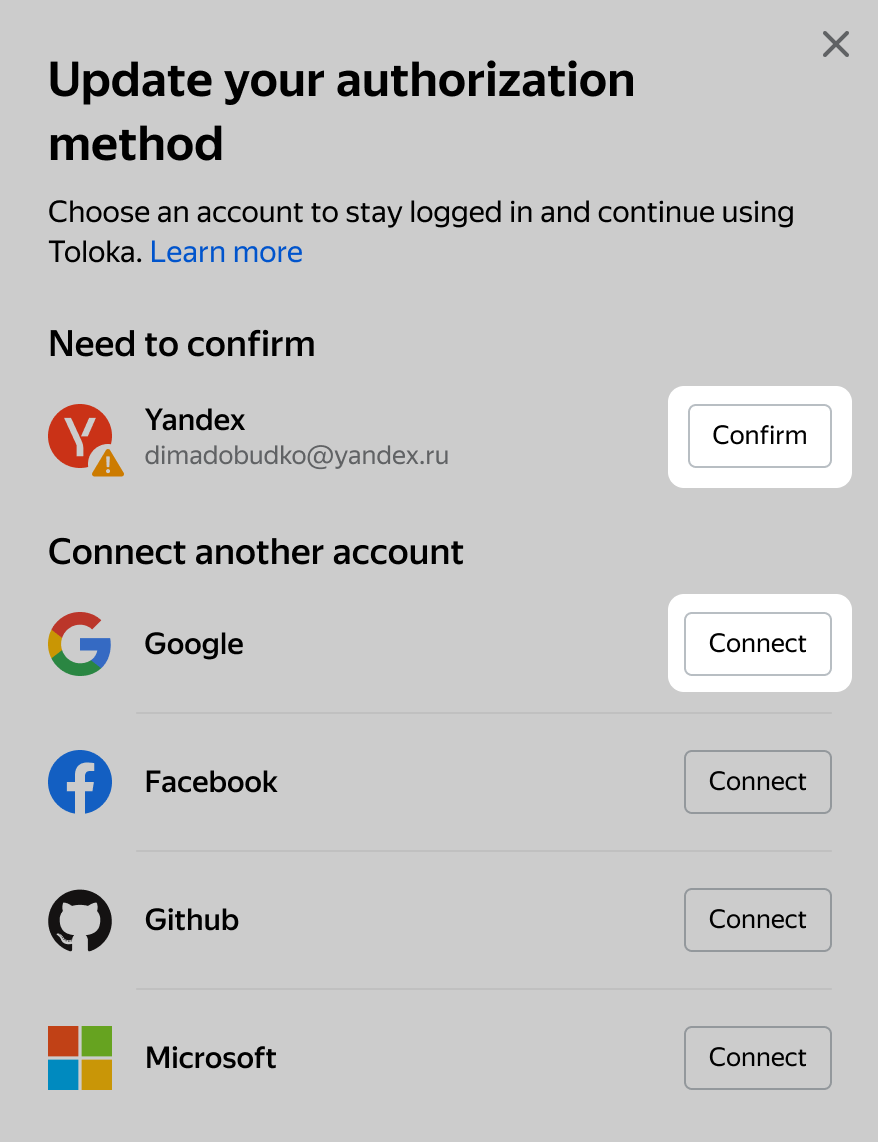 Update your authorization
method
Choose an account to stay logged in and continue using
Toloka. Learn more
Need to confirm
Yandex
dimadobudko@yandex.ru
Confirm
Connect another account
Google
Connect
Facebook
Connect
Github
Connect
Microsoft
Connect